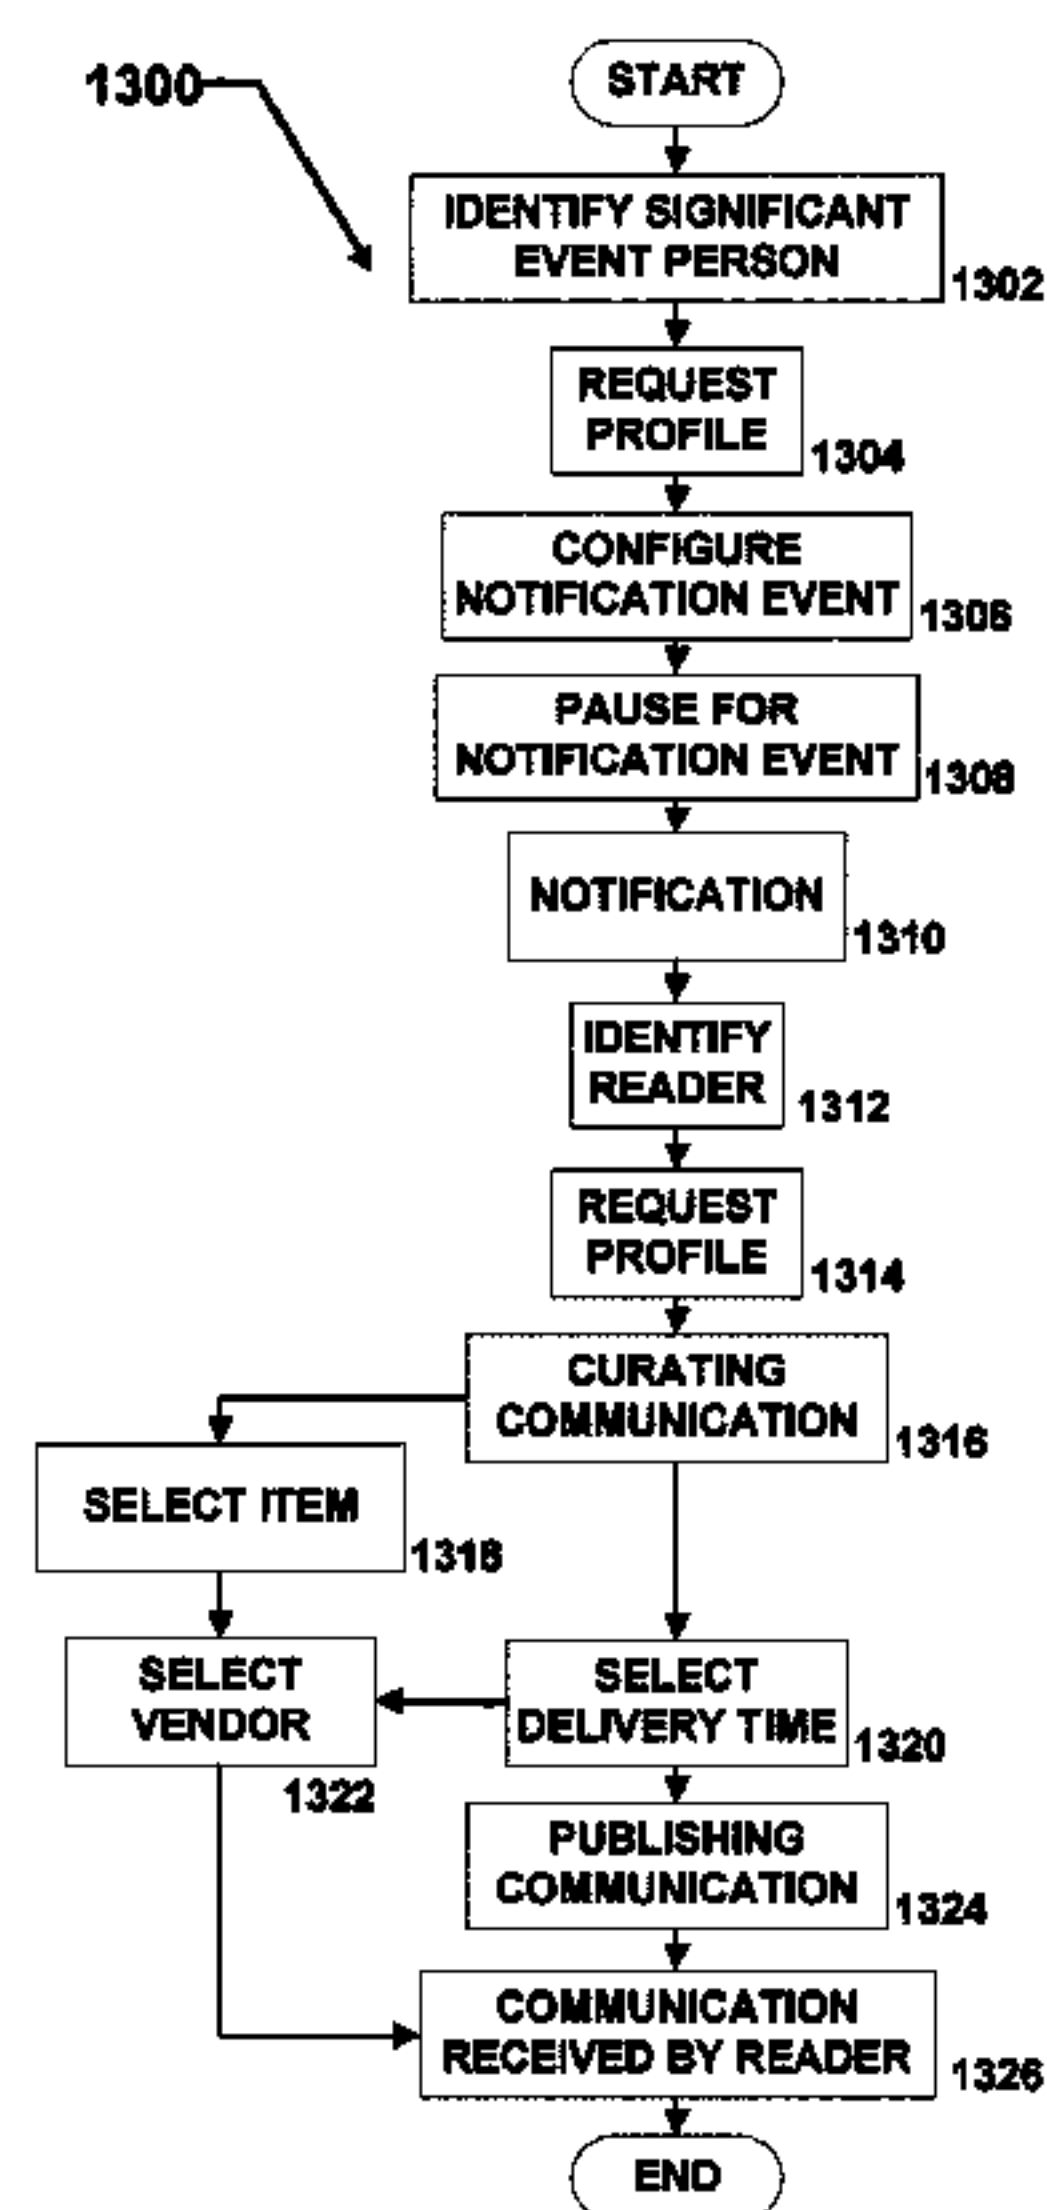 1300
START
IDENTIFY SIGNIFICANT
EVENT PERSON
1302
REQUEST
PROFILE
1304
CONFIGURE
NOTIFICATION EVENT
1306
PAUSE FOR
NOTIFICATION EVENT
1308
NOTIFICATION
1310
IDENTIFY
READER
1312
REQUEST
PROFILE
1314
CURATING
COMMUNICATION
1316
SELECT ITEM
1318
SELECT
VENDOR
1322
SELECT
DELIVERY TIME
1320
PUBLISHING
COMMUNICATION
1324
COMMUNICATION
RECEIVED BY READER
1326
END